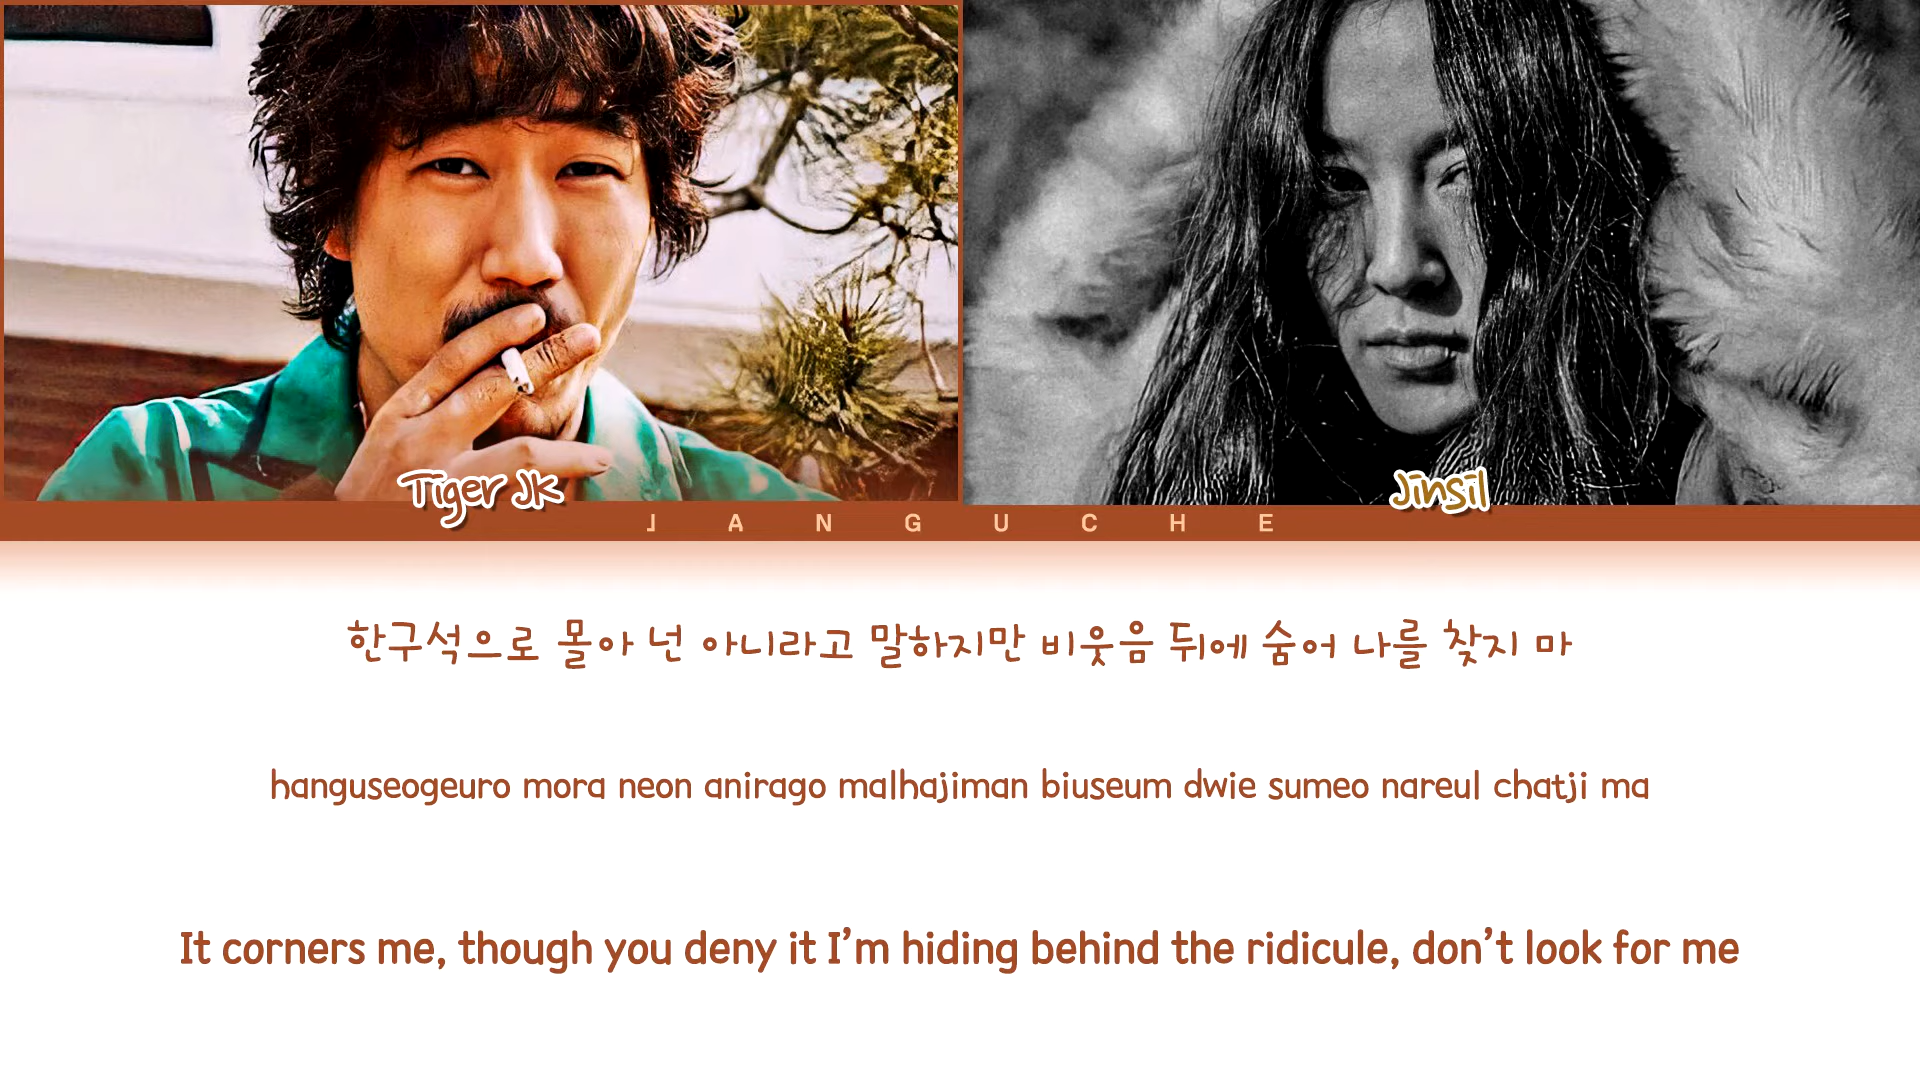 Tiger JK
Jinsil
J A N G U C H E
한구석으로 몰아 넌 아니라고 말하지만 비웃음 뒤에 숨어 나를 찾지 마
hanguseogeuro mora neon anirago malhajiman biuseum dwie sumeo nareul chatji ma
It corners me, though you deny it I’m hiding behind the ridicule, don’t look for me